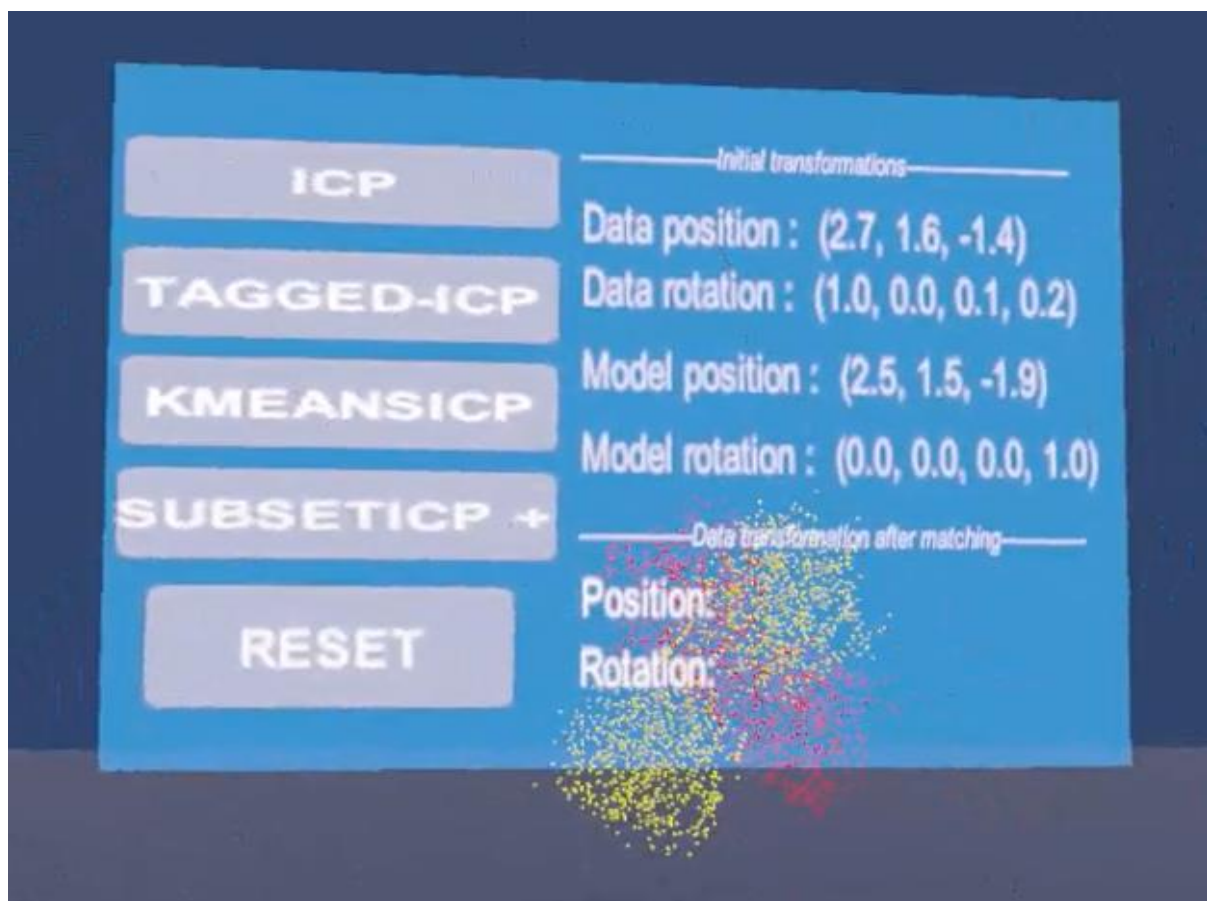 ICP
TAGGED-ICP
KMEANSICP
SUBSETICP +
RESET
Initial transformations
Data position : (2.7, 1.6, -1.4)
Data rotation : (1.0, 0.0, 0.1, 0.2)
Model position : (2.5, 1.5, -1.9)
Model rotation : (0.0, 0.0, 0.0, 1.0)
Data transformation after matching
Position:
Rotation: